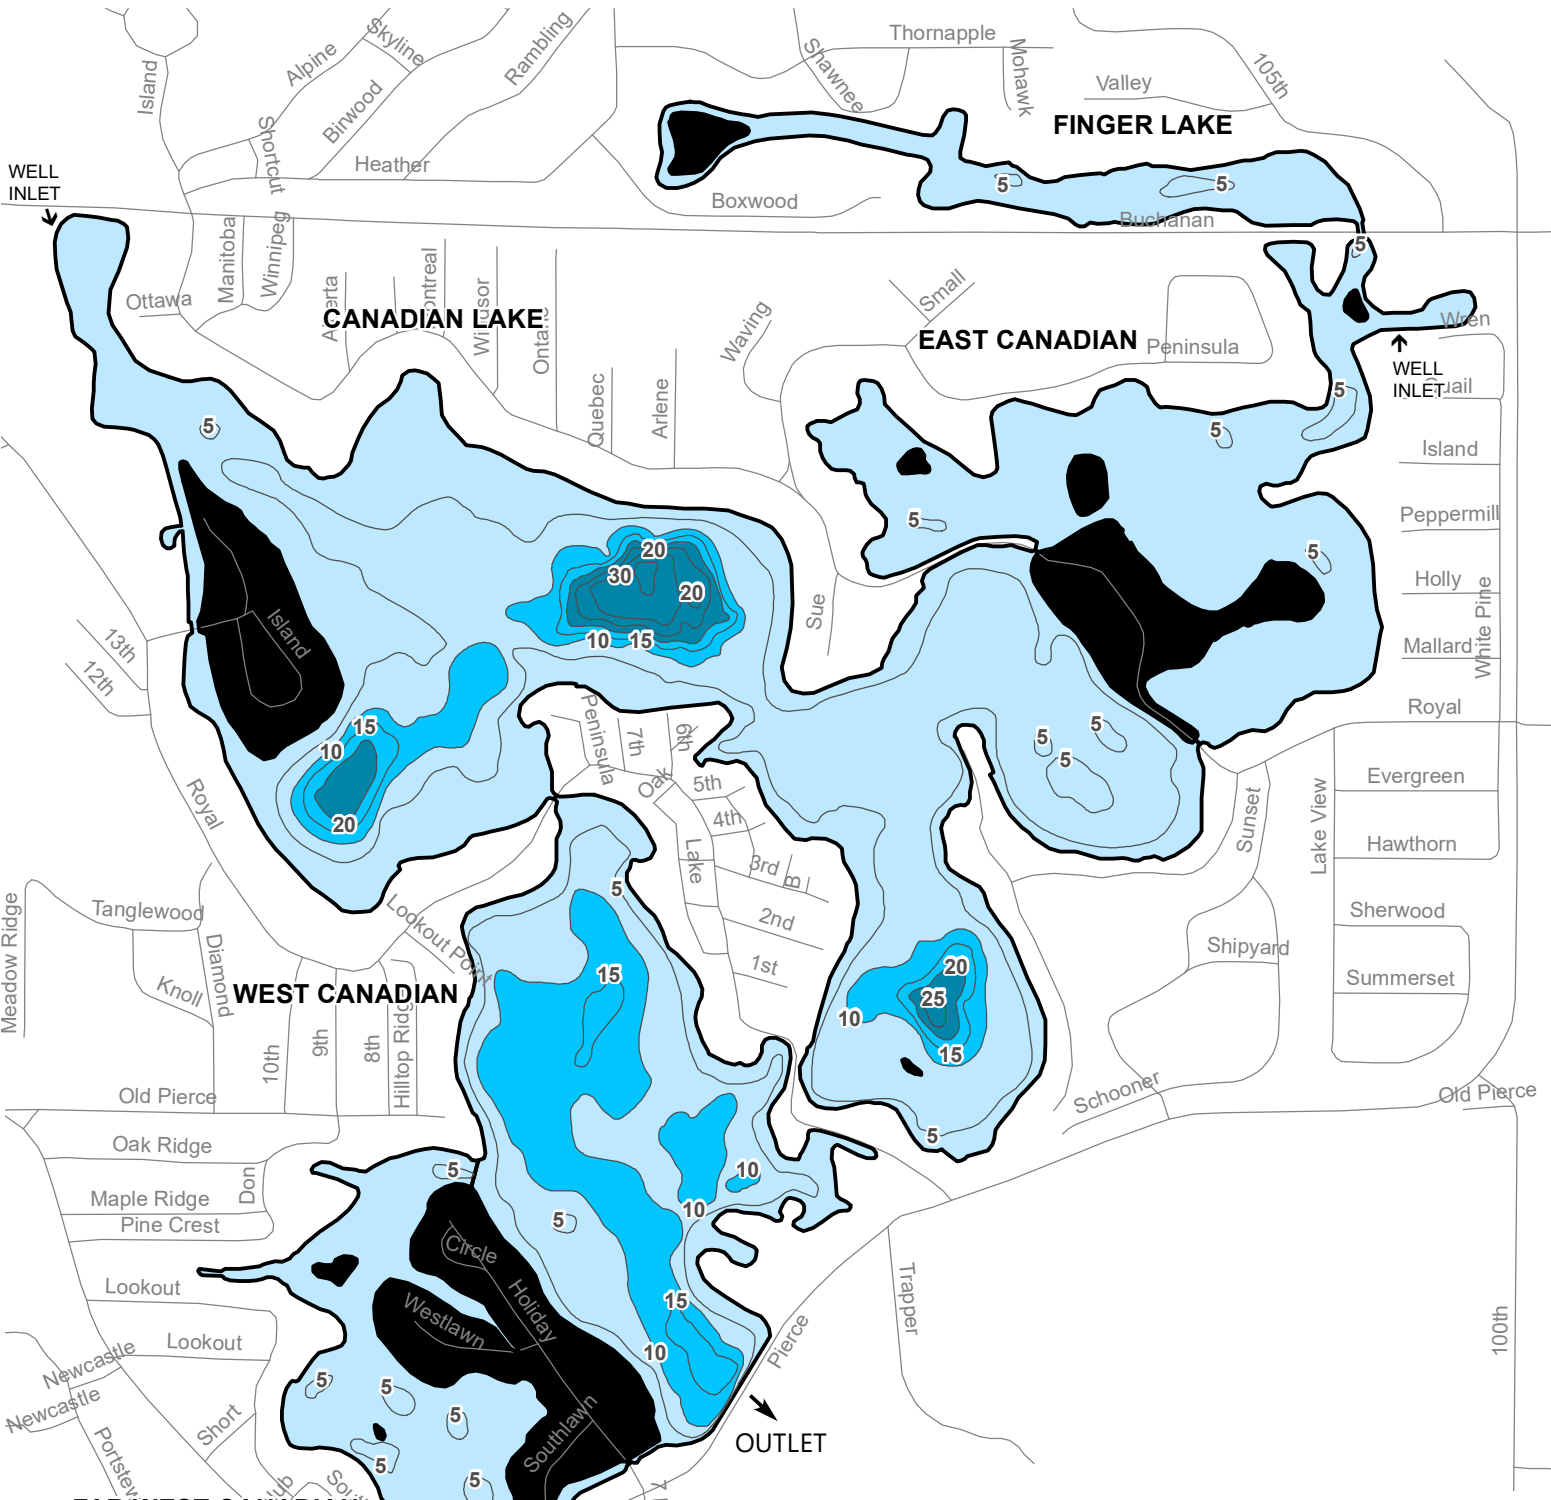 Thornapple
Skyline
Rambling
Alpine
Shawnee
Mohawk
105th
Island
Valley
Birwood
FINGER LAKE
Shortcut
Heather
WELL
INLET
5
5
Boxwood
Buchanan
Manitoba
Winnipeg
5
Ottawa
Small
CANADIAN LAKE
Waving
Wren
EAST CANADIAN
Peninsula
WELL
INLET
5
Quebec
Arlene
5
5
Island
5
Peppermill
20
5
30
20
Holly
Sue
White Pine
Island
10
15
Mallard
13th
12th
Peninsula
Royal
15
7th
6th
5
5
10
5
Oak
5th
Evergreen
Royal
4th
Sunset
Lake View
20
Lake
3rd
B
Hawthorn
5
Meadow Ridge
Tanglewood
Lookout Point
2nd
Sherwood
Diamond
Shipyard
1st
20
15
Summerset
Knoll
WEST CANADIAN
25
10
9th
8th
Hilltop Ridge
10th
15
Old Pierce
Schooner
Old Pierce
5
Oak Ridge
5
10
Don
Maple Ridge
10
Pine Crest
5
Circle
Lookout
Holiday
15
Trapper
Westlawn
100th
Lookout
Pierce
10
Newcastle
5
5
Newcastle
5
Short
Southlawn
OUTLET
5
5